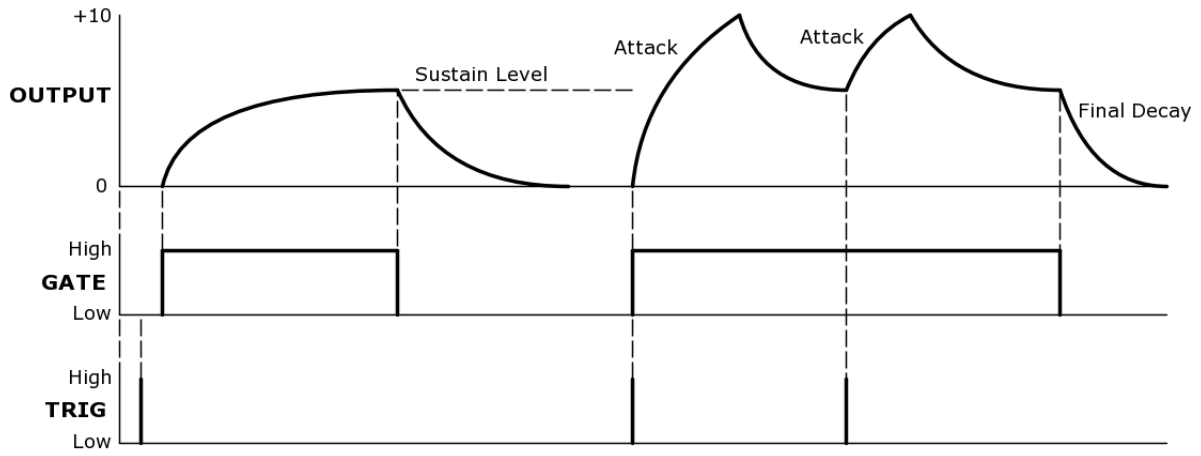 +10
Attack
Attack
Sustain Level
OUTPUT
Final Decay
0
High
GATE
Low
High
TRIG
Low